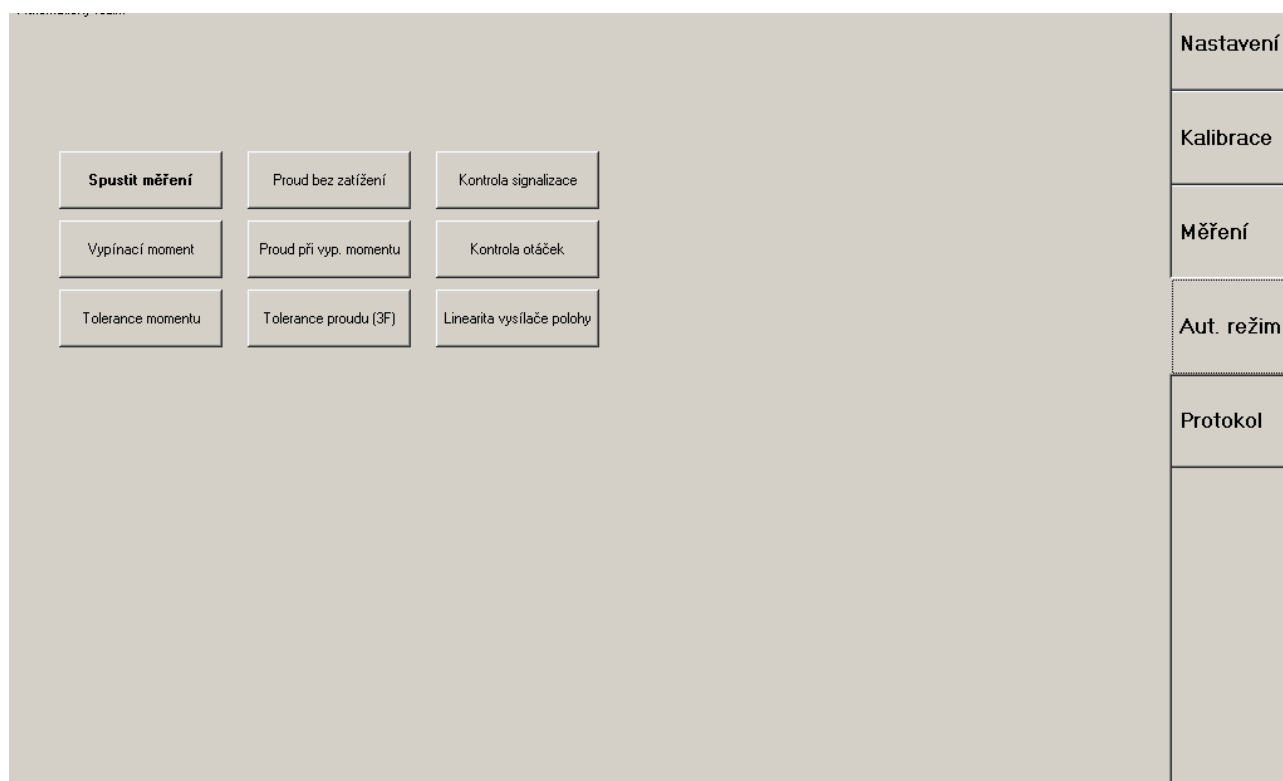 Nastavení
Kalibrace
Spustit měření
Proud bez zatížení
Kontrola signalizace
Vypínací moment
Proud při vyp. momentu
Kontrola otáček
Měření
Tolerance momentu
Tolerance proudu (3F)
Linearita vysílače polohy
Aut. režim
Protokol